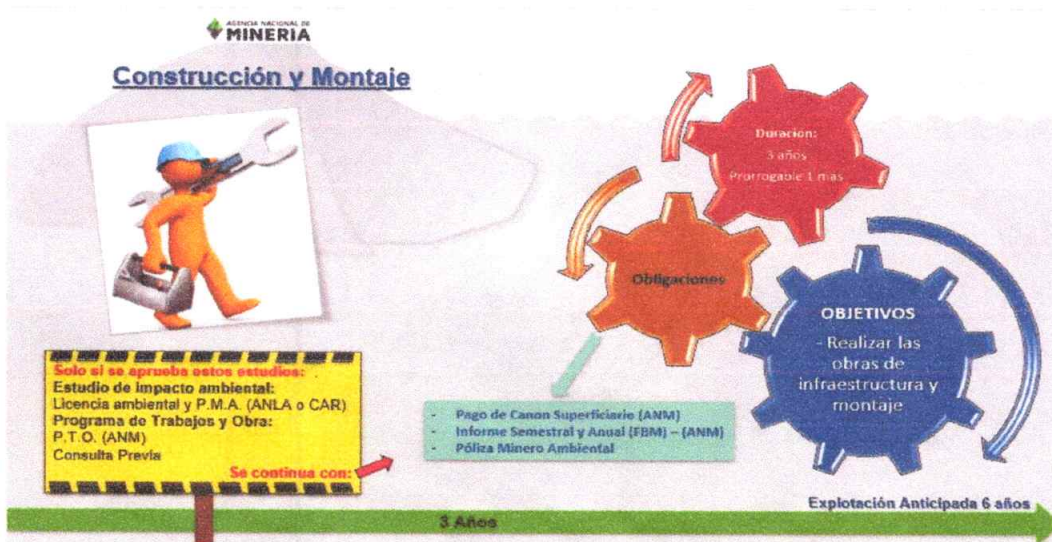 AGENCIA NACIONAL DE
MINERIA
Construcción y Montaje
Duración:
3 años
Prorrogable 1 mas
Obligaciones
OBJETIVOS
- Realizar las
obras de
infraestructura y
montaje
Solo si se aprueba estos estudios:
Estudio de impacto ambiental:
Licencia ambiental y P.M.A. (ANLA o CAR)
Programa de Trabajos y Obra:
P.T.O. (ANM)
Consulta Previa
Se continua con:
- Pago de Canon Superficiario (ANM)
- Informe Semestral y Anual (FBM) – (ANM)
- Póliza Minero Ambiental
Explotación Anticipada 6 años
3 Años